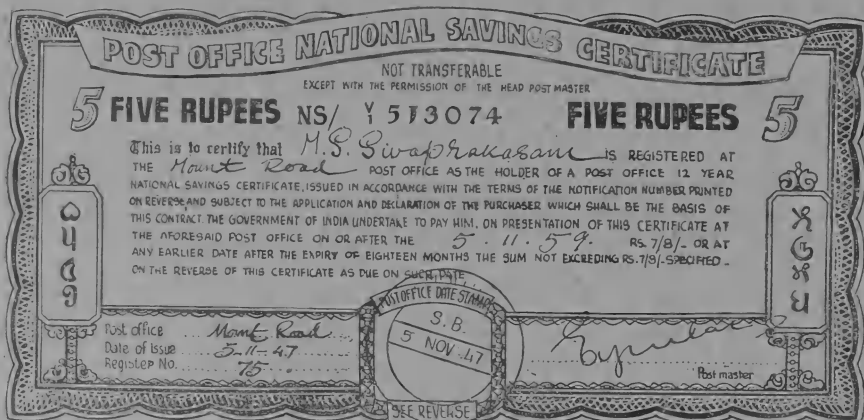 POST OFFICE NATIONAL SAVINGS CERTIFICATE
NOT TRANSFERABLE
EXCEPT WITH THE PERMISSION OF THE HEAD POST MASTER
5 FIVE RUPEES NS/ Y 513074 FIVE RUPEES 5
This is to certify that M.S. Sivaprakasam IS REGISTERED AT
THE Mount Road POST OFFICE AS THE HOLDER OF A POST OFFICE 12 YEAR
NATIONAL SAVINGS CERTIFICATE, ISSUED IN ACCORDANCE WITH THE TERMS OF THE NOTIFICATION NUMBER PRINTED
ON REVERSE, AND SUBJECT TO THE APPLICATION AND DECLARATION OF THE PURCHASER WHICH SHALL BE THE BASIS OF
THIS CONTRACT THE GOVERNMENT OF INDIA UNDERTAKE TO PAY HIM, ON PRESENTATION OF THIS CERTIFICATE AT
THE AFORESAID POST OFFICE ON OR AFTER THE 5.11.59. RS. 7/8/- OR AT
ANY EARLIER DATE AFTER THE EXPIRY OF EIGHTEEN MONTHS THE SUM NOT EXCEEDING RS. 7/8/- SPECIFIED -
ON THE REVERSE OF THIS CERTIFICATE AS DUE ON SUCH DATE
POST OFFICE DATE STAMP
S.B.
5 NOV 47
Post office Mount Road
Date of Issue 5-11-47
Register No. 75
Post master
SEE REVERSE